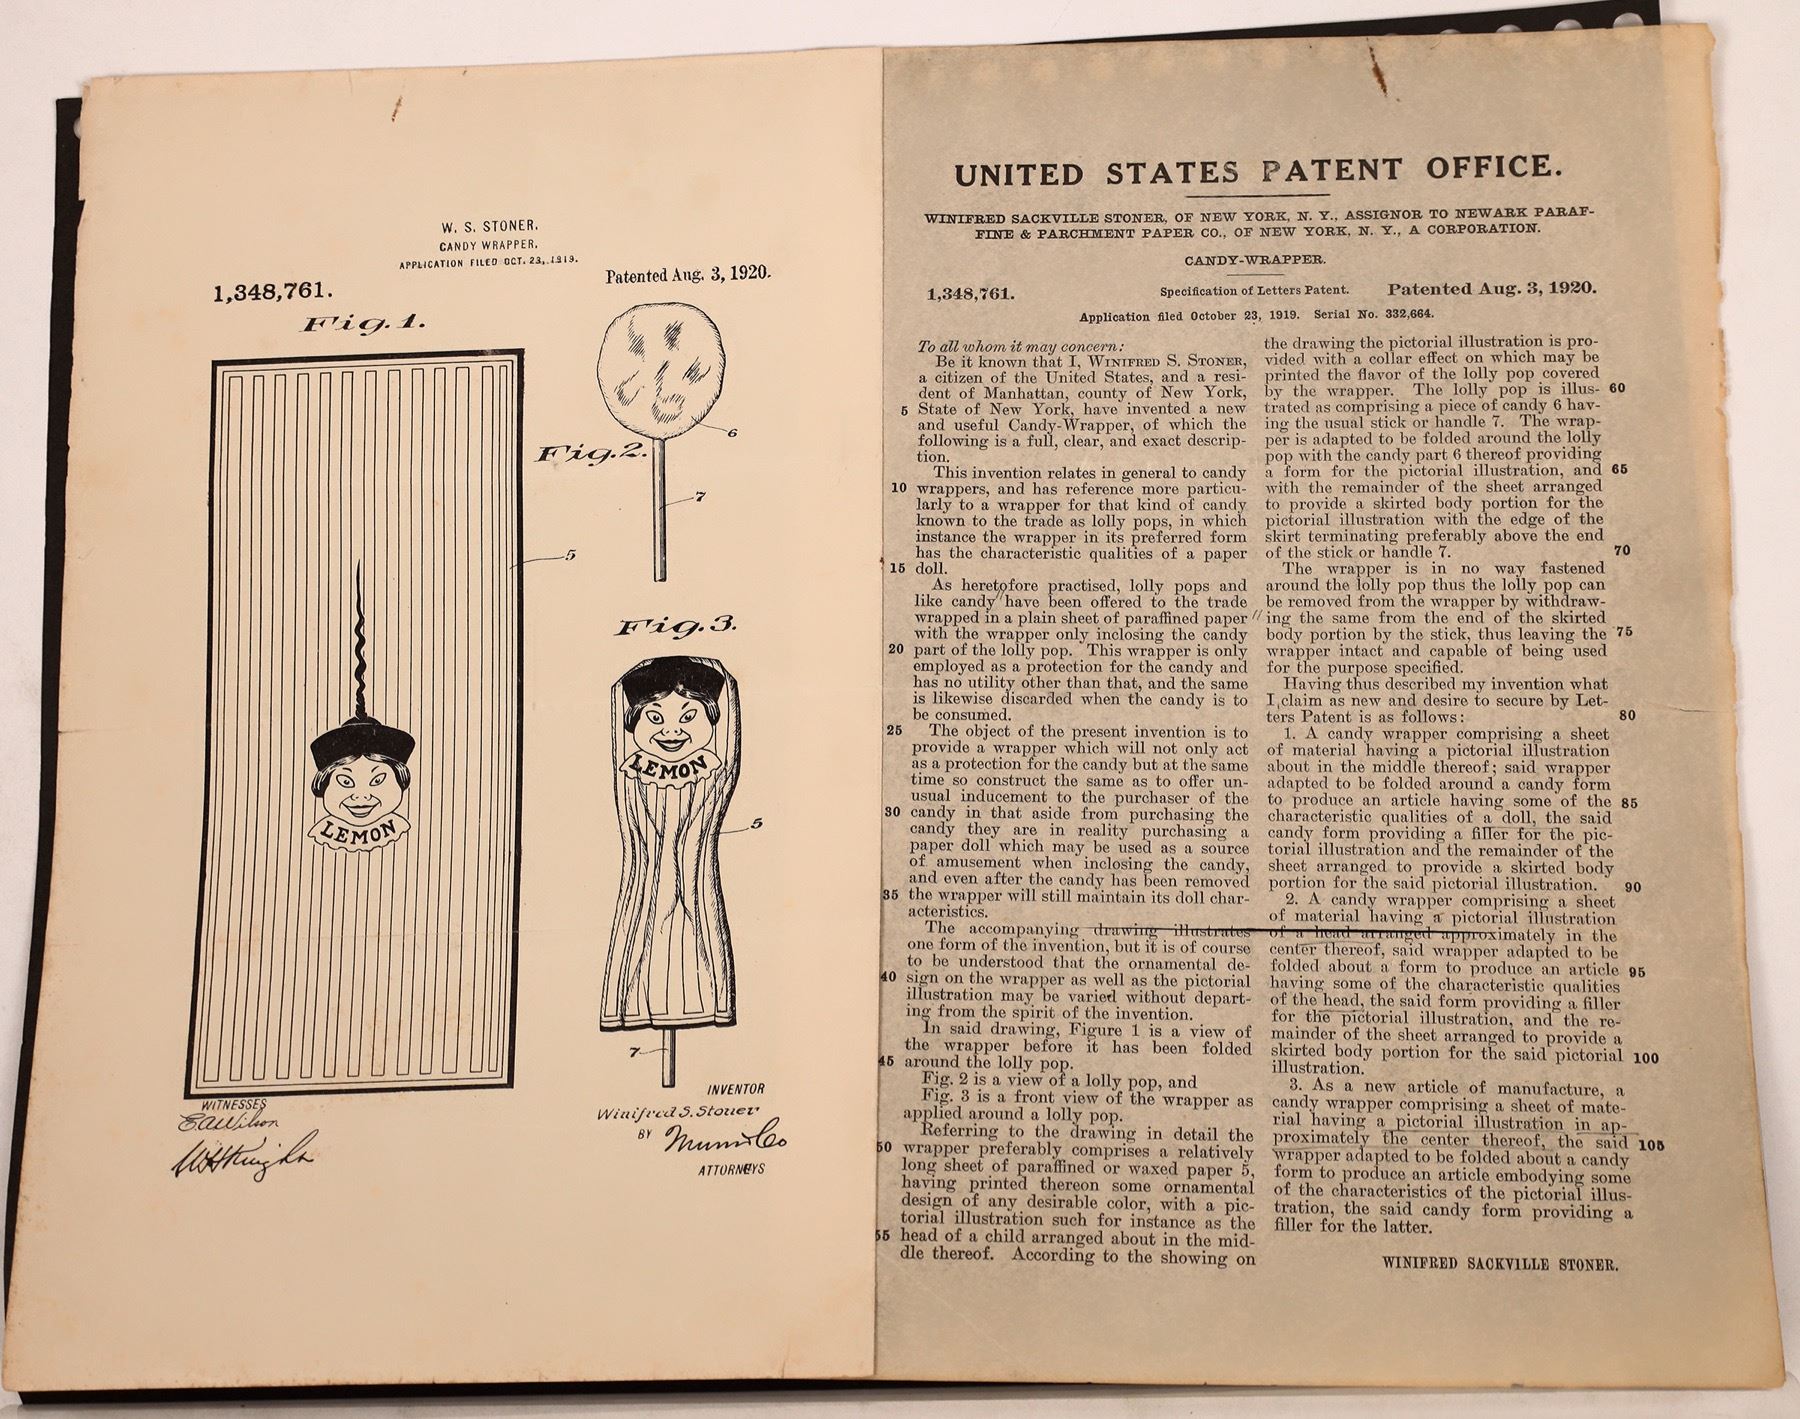 W. S. STONER.
CANDY WRAPPER.
APPLICATION FILED OCT. 23, 1919.
1,348,761.
Patented Aug. 3, 1920.
Fig.1.
Fig.2.
6
7
5
LEMON
Fig.3.
LEMON
5
7
WITNESSES
E.A. Wilson
INVENTOR
Winifred S. Stoner
BY Munn & Co
ATTORNEYS
UNITED STATES PATENT OFFICE.
WINIFRED SACKVILLE STONER, OF NEW YORK, N. Y., ASSIGNOR TO NEWARK PARAF-
FINE & PARCHMENT PAPER CO., OF NEW YORK, N. Y., A CORPORATION.
CANDY-WRAPPER.
1,348,761. Specification of Letters Patent. Patented Aug. 3, 1920.
Application filed October 23, 1919. Serial No. 332,664.
To all whom it may concern:
Be it known that I, WINIFRED S. STONER,
a citizen of the United States, and a resi-
dent of Manhattan, county of New York,
5 State of New York, have invented a new
and useful Candy-Wrapper, of which the
following is a full, clear, and exact descrip-
tion.
This invention relates in general to candy
10 wrappers, and has reference more particu-
larly to a wrapper for that kind of candy
known to the trade as lolly pops, in which
instance the wrapper in its preferred form
has the characteristic qualities of a paper
15 doll.
As heretofore practised, lolly pops and
like candy have been offered to the trade
wrapped in a plain sheet of paraffined paper
with the wrapper only inclosing the candy
20 part of the lolly pop. This wrapper is only
employed as a protection for the candy and
has no utility other than that, and the same
is likewise discarded when the candy is to
be consumed.
25 The object of the present invention is to
provide a wrapper which will not only act
as a protection for the candy but at the same
time so construct the same as to offer un-
usual inducement to the purchaser of the
30 candy in that aside from purchasing the
candy they are in reality purchasing a
paper doll which may be used as a source
of amusement when inclosing the candy,
and even after the candy has been removed
35 the wrapper will still maintain its doll char-
acteristics.
The accompanying drawing illustrates
one form of the invention, but it is of course
to be understood that the ornamental de-
40 sign on the wrapper as well as the pictorial
illustration may be varied without depart-
ing from the spirit of the invention.
In said drawing, Figure 1 is a view of
the wrapper before it has been folded
45 around the lolly pop.
Fig. 2 is a view of a lolly pop, and
Fig. 3 is a front view of the wrapper as
applied around a lolly pop.
Referring to the drawing in detail the
50 wrapper preferably comprises a relatively
long sheet of paraffined or waxed paper 5,
having printed thereon some ornamental
design of any desirable color, with a pic-
torial illustration such for instance as the
55 head of a child arranged about in the mid-
dle thereof. According to the showing on
the drawing the pictorial illustration is pro-
vided with a collar effect on which may be
printed the flavor of the lolly pop covered
by the wrapper. The lolly pop is illus- 60
trated as comprising a piece of candy 6 hav-
ing the usual stick or handle 7. The wrap-
per is adapted to be folded around the lolly
pop with the candy part 6 thereof providing
a form for the pictorial illustration, and 65
with the remainder of the sheet arranged
to provide a skirted body portion for the
pictorial illustration with the edge of the
skirt terminating preferably above the end
of the stick or handle 7. 70
The wrapper is in no way fastened
around the lolly pop thus the lolly pop can
be removed from the wrapper by withdraw-
ing the same from the end of the skirted
body portion by the stick, thus leaving the 75
wrapper intact and capable of being used
for the purpose specified.
Having thus described my invention what
I claim as new and desire to secure by Let-
ters Patent is as follows: 80
1. A candy wrapper comprising a sheet
of material having a pictorial illustration
about in the middle thereof; said wrapper
adapted to be folded around a candy form
to produce an article having some of the 85
characteristic qualities of a doll, the said
candy form providing a filler for the pic-
torial illustration and the remainder of the
sheet arranged to provide a skirted body
portion for the said pictorial illustration. 90
2. A candy wrapper comprising a sheet
of material having a pictorial illustration
of a head arranged approximately in the
center thereof, said wrapper adapted to be
folded about a form to produce an article 95
having some of the characteristic qualities
of the head, the said form providing a filler
for the pictorial illustration, and the re-
mainder of the sheet arranged to provide a
skirted body portion for the said pictorial 100
illustration.
3. As a new article of manufacture, a
candy wrapper comprising a sheet of mate-
rial having a pictorial illustration in ap-
proximately the center thereof, the said 105
wrapper adapted to be folded about a candy
form to produce an article embodying some
of the characteristics of the pictorial illus-
tration, the said candy form providing a
filler for the latter.
WINIFRED SACKVILLE STONER.